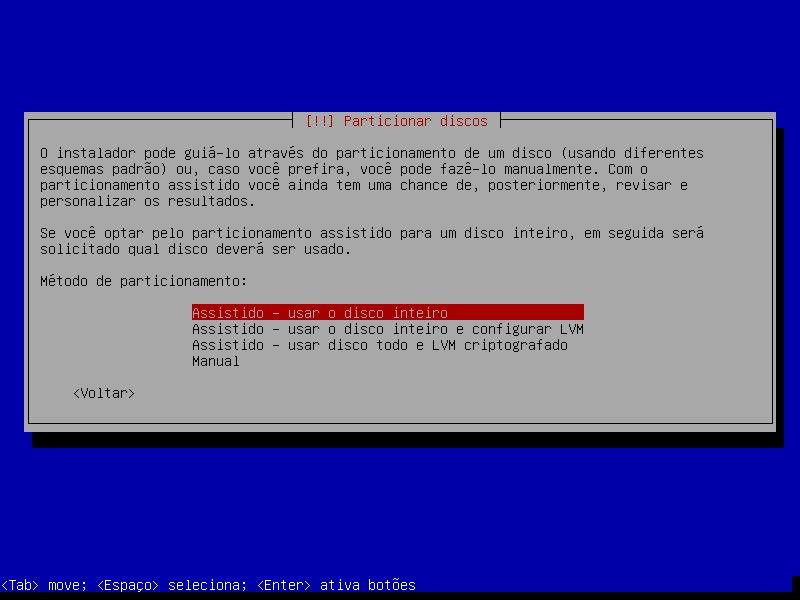 [!!] Particionar discos
O instalador pode guiá-lo através do particionamento de um disco (usando diferentes
esquemas padrão) ou, caso você prefira, você pode fazê-lo manualmente. Com o
particionamento assistido você ainda tem uma chance de, posteriormente, revisar e
personalizar os resultados.
Se você optar pelo particionamento assistido para um disco inteiro, em seguida será
solicitado qual disco deverá ser usado.
Método de particionamento:
Assistido - usar o disco inteiro
Assistido - usar o disco inteiro e configurar LVM
Assistido - usar disco todo e LVM criptografado
Manual
<Voltar>
<Tab> move; <Espaço> seleciona; <Enter> ativa botões